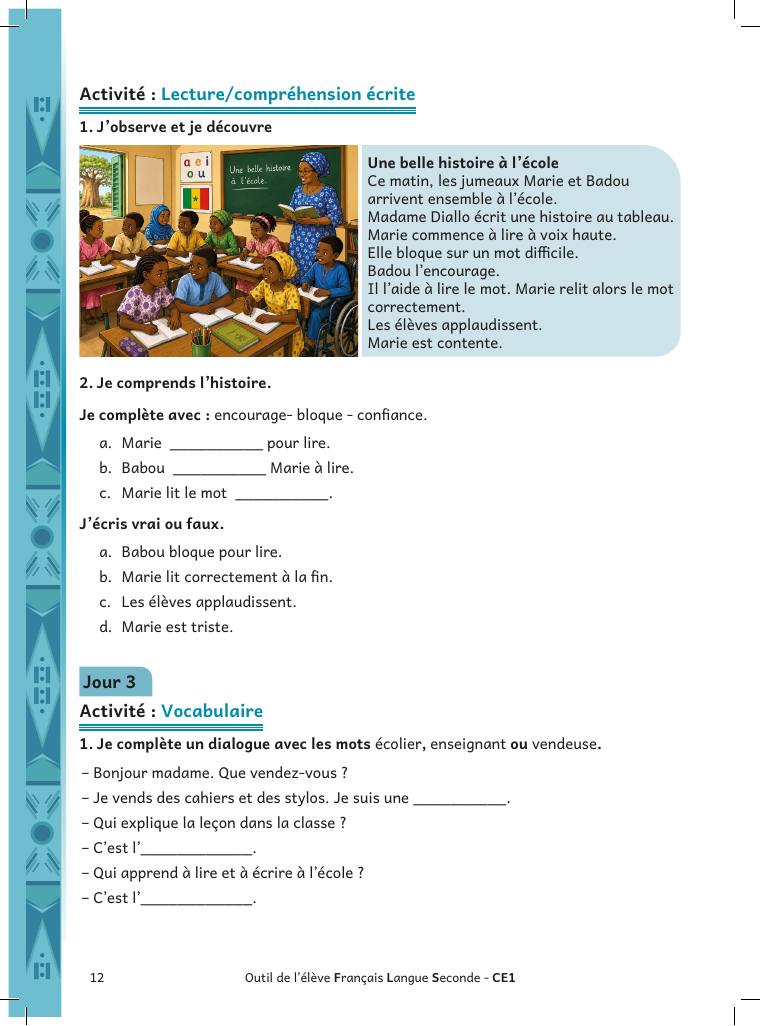 Activité : Lecture/compréhension écrite
1. J’observe et je découvre
a e i
o u
Une belle histoire
à l’école.
Une belle histoire à l’école
Ce matin, les jumeaux Marie et Badou
arrivent ensemble à l’école.
Madame Diallo écrit une histoire au tableau.
Marie commence à lire à voix haute.
Elle bloque sur un mot difficile.
Badou l’encourage.
Il l’aide à lire le mot. Marie relit alors le mot
correctement.
Les élèves applaudissent.
Marie est contente.
2. Je comprends l’histoire.
Je complète avec : encourage- bloque - confiance.
a. Marie __________ pour lire.
b. Babou __________ Marie à lire.
c. Marie lit le mot __________.
J’écris vrai ou faux.
a. Babou bloque pour lire.
b. Marie lit correctement à la fin.
c. Les élèves applaudissent.
d. Marie est triste.
Jour 3
Activité : Vocabulaire
1. Je complète un dialogue avec les mots écolier, enseignant ou vendeuse.
– Bonjour madame. Que vendez-vous ?
– Je vends des cahiers et des stylos. Je suis une __________.
– Qui explique la leçon dans la classe ?
– C’est l’____________.
– Qui apprend à lire et à écrire à l’école ?
– C’est l’____________.
12
Outil de l’élève Français Langue Seconde - CE1